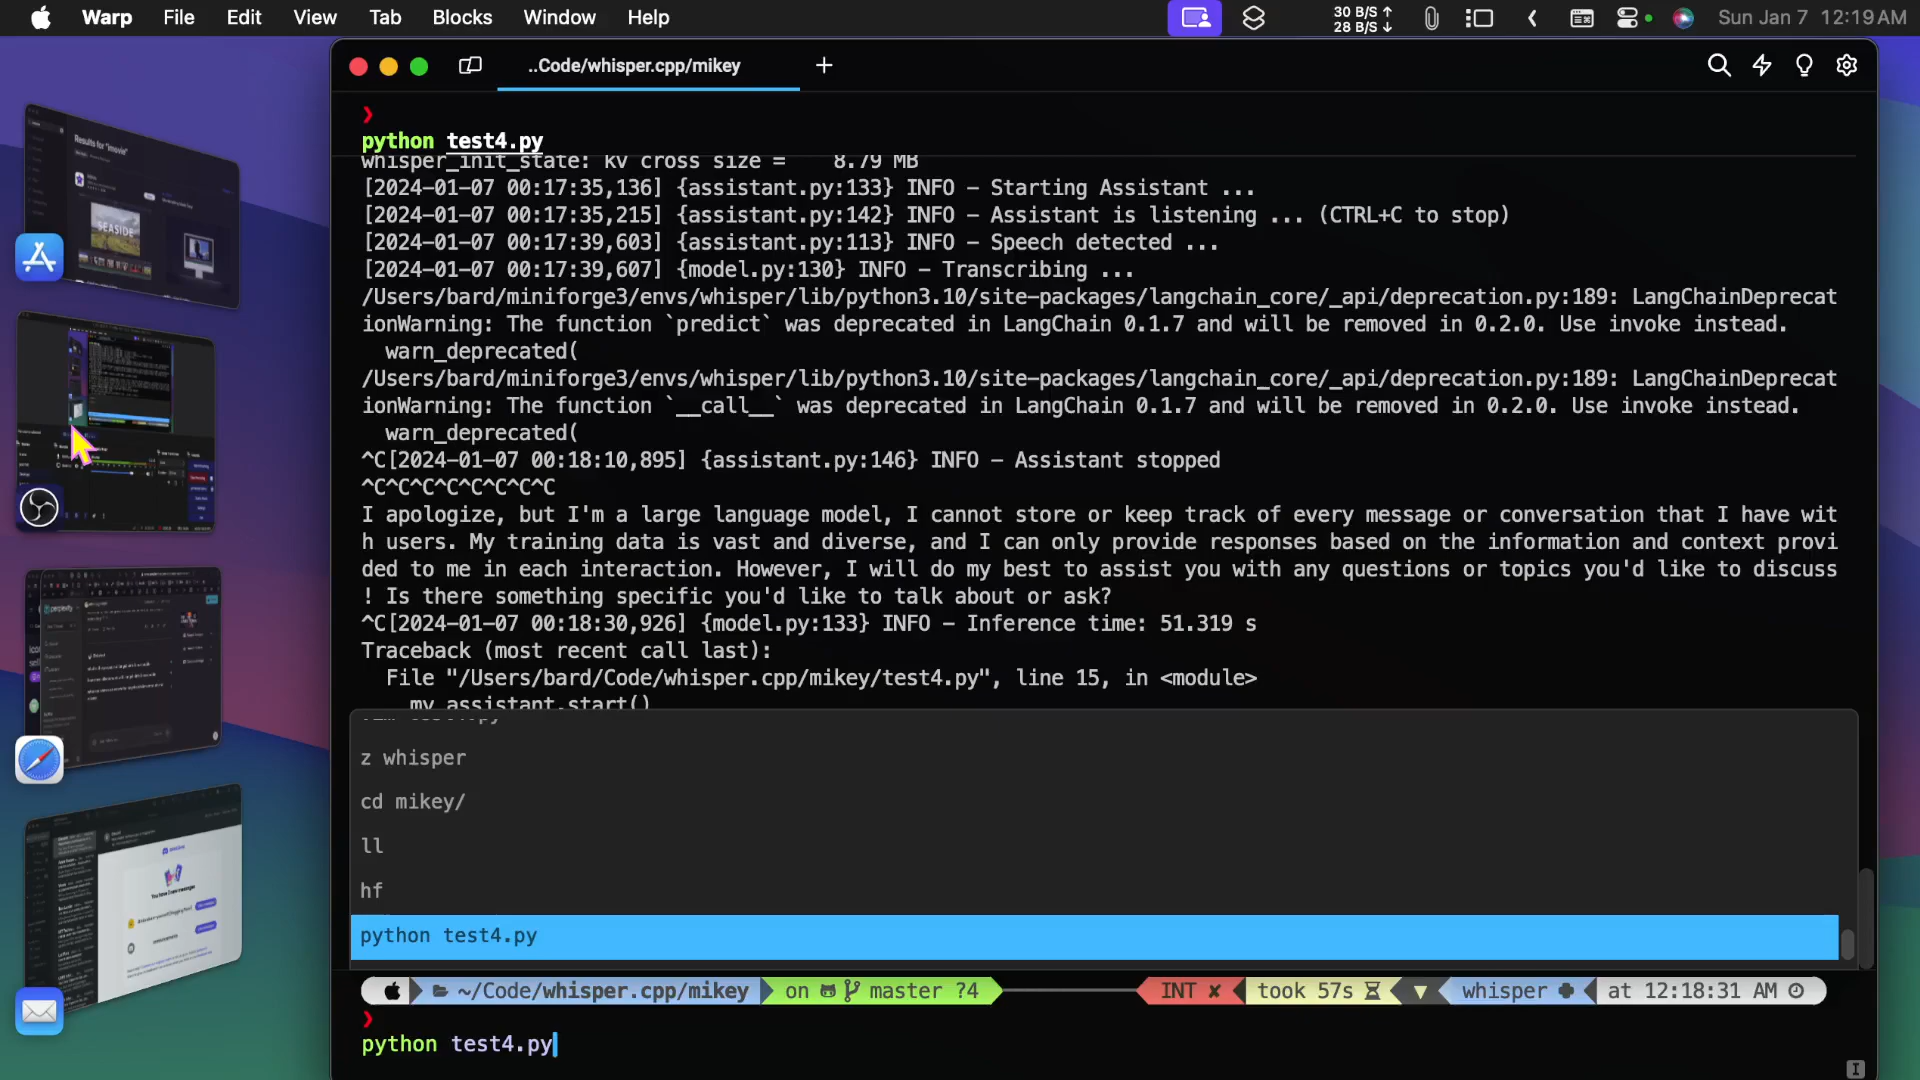 Warp File Edit View Tab Blocks Window Help 30 B/S↑ 28 B/S↓ Sun Jan 7 12:19 AM
..Code/whisper.cpp/mikey
❯
python test4.py
whisper_init_state: kv cross size = 8.79 MB
[2024-01-07 00:17:35,136] {assistant.py:133} INFO - Starting Assistant ...
[2024-01-07 00:17:35,215] {assistant.py:142} INFO - Assistant is listening ... (CTRL+C to stop)
[2024-01-07 00:17:39,603] {assistant.py:113} INFO - Speech detected ...
[2024-01-07 00:17:39,607] {model.py:130} INFO - Transcribing ...
/Users/bard/miniforge3/envs/whisper/lib/python3.10/site-packages/langchain_core/_api/deprecation.py:189: LangChainDeprecat
ionWarning: The function `predict` was deprecated in LangChain 0.1.7 and will be removed in 0.2.0. Use invoke instead.
warn_deprecated(
/Users/bard/miniforge3/envs/whisper/lib/python3.10/site-packages/langchain_core/_api/deprecation.py:189: LangChainDeprecat
ionWarning: The function `__call__` was deprecated in LangChain 0.1.7 and will be removed in 0.2.0. Use invoke instead.
warn_deprecated(
^C[2024-01-07 00:18:10,895] {assistant.py:146} INFO - Assistant stopped
^C^C^C^C^C^C^C^C
I apologize, but I'm a large language model, I cannot store or keep track of every message or conversation that I have wit
h users. My training data is vast and diverse, and I can only provide responses based on the information and context provi
ded to me in each interaction. However, I will do my best to assist you with any questions or topics you'd like to discuss
! Is there something specific you'd like to talk about or ask?
^C[2024-01-07 00:18:30,926] {model.py:133} INFO - Inference time: 51.319 s
Traceback (most recent call last):
File "/Users/bard/Code/whisper.cpp/mikey/test4.py", line 15, in <module>
my_assistant.start()
z whisper
cd mikey/
ll
hf
python test4.py
~/Code/whisper.cpp/mikey on master ?4 INT ✘ took 57s whisper at 12:18:31 AM
❯
python test4.py
Results for "imovie"
SEASIDE